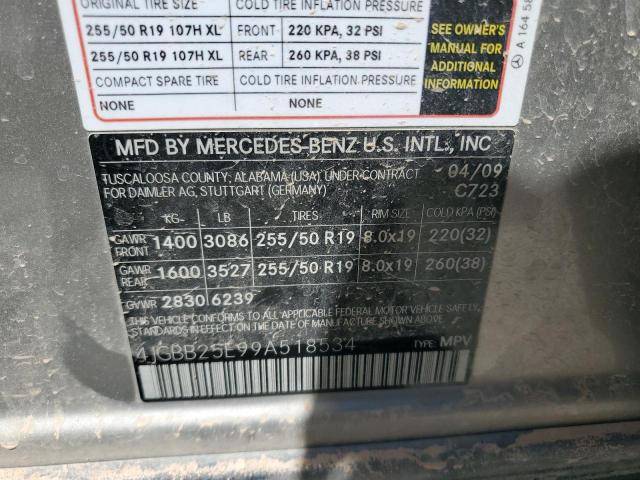 ORIGINAL TIRE SIZE COLD TIRE INFLATION PRESSURE
255/50 R19 107H XL FRONT 220 KPA, 32 PSI
255/50 R19 107H XL REAR 260 KPA, 38 PSI
COMPACT SPARE TIRE COLD TIRE INFLATION PRESSURE
NONE NONE
SEE OWNER'S
MANUAL FOR
ADDITIONAL
INFORMATION
A 164 58
MFD BY MERCEDES-BENZ U.S. INTL., INC
TUSCALOOSA COUNTY, ALABAMA (USA), UNDER CONTRACT 04/09
FOR DAIMLER AG, STUTTGART (GERMANY) C723
KG LB TIRES RIM SIZE COLD KPA (PSI)
GAWR FRONT 1400 3086 255/50 R19 8.0x19 220(32)
GAWR REAR 1600 3527 255/50 R19 8.0x19 260(38)
GVWR 2830 6239
THIS VEHICLE CONFORMS TO ALL APPLICABLE FEDERAL MOTOR VEHICLE SAFETY,
STANDARDS IN EFFECT ON THE DATE OF MANUFACTURE SHOWN ABOVE.
4JGBB25E99A518534 TYPE: MPV